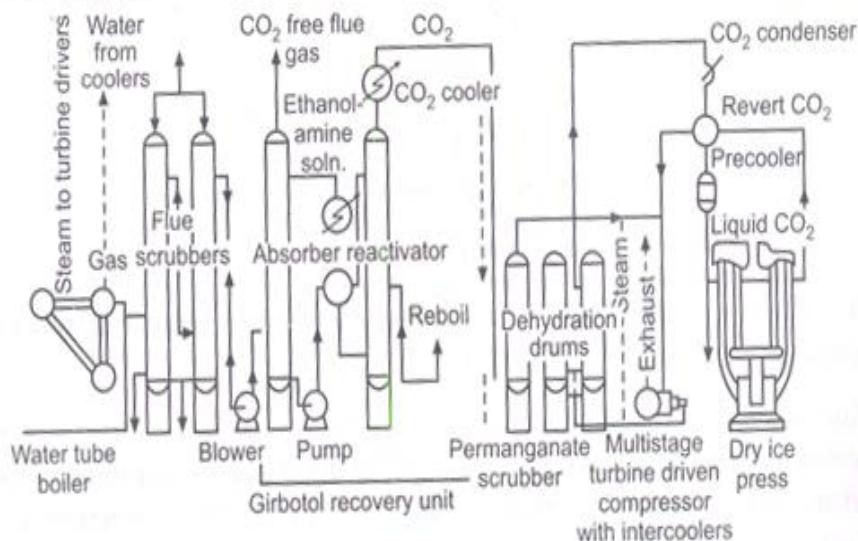 Steam to turbine drivers
Water
from
coolers
CO2 free flue
gas
CO2
CO2 cooler
Ethanol-
amine
soln.
CO2 condenser
Revert CO2
Precooler
Liquid CO2
Flue
Gas scrubbers
Absorber reactivator
Reboil
Dehydration
drums
Steam
Exhaust
Water tube
boiler
Blower
Pump
Girbotol recovery unit
Permanganate
scrubber
Multistage
turbine driven
compressor
with intercoolers
Dry ice
press